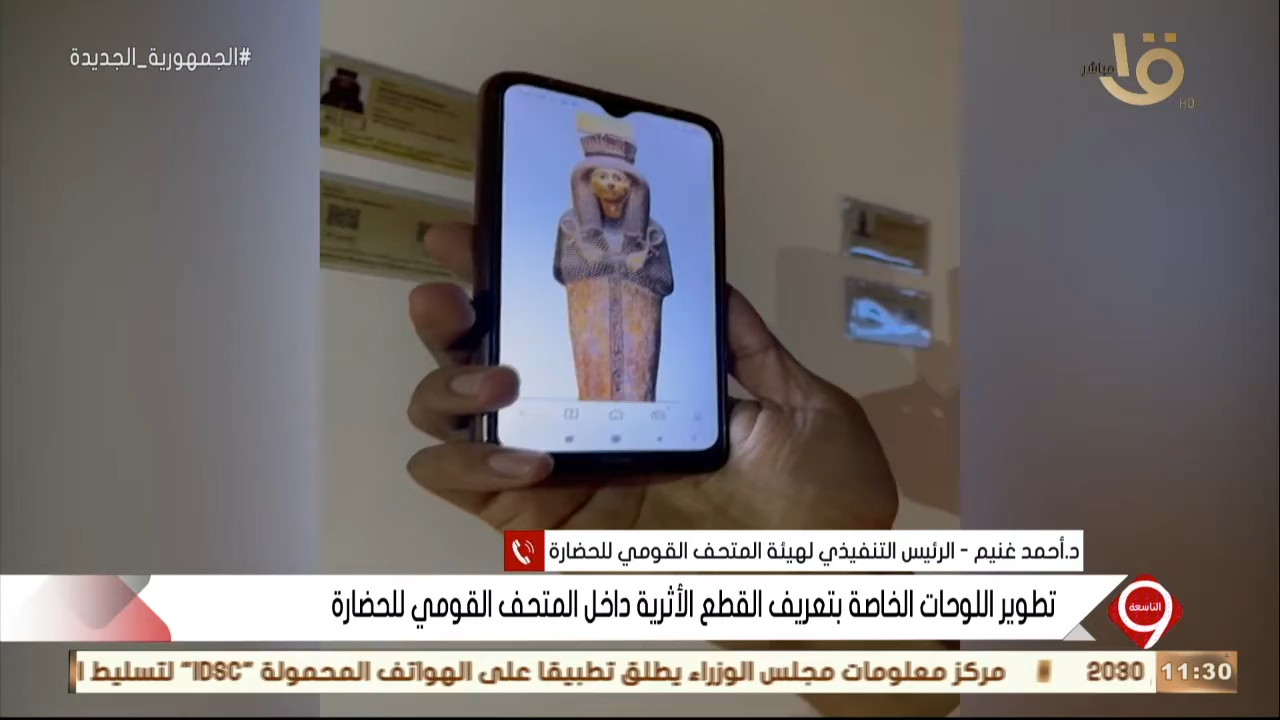 #الجمهورية_الجديدة
مباشر
HD
د.أحمد غنيم - الرئيس التنفيذي لهيئة المتحف القومي للحضارة
تطوير اللوحات الخاصة بتعريف القطع الأثرية داخل المتحف القومي للحضارة
التاسعة
9
11:30
2030
مركز معلومات مجلس الوزراء يطلق تطبيقا على الهواتف المحمولة "IDSC" لتسليط ا